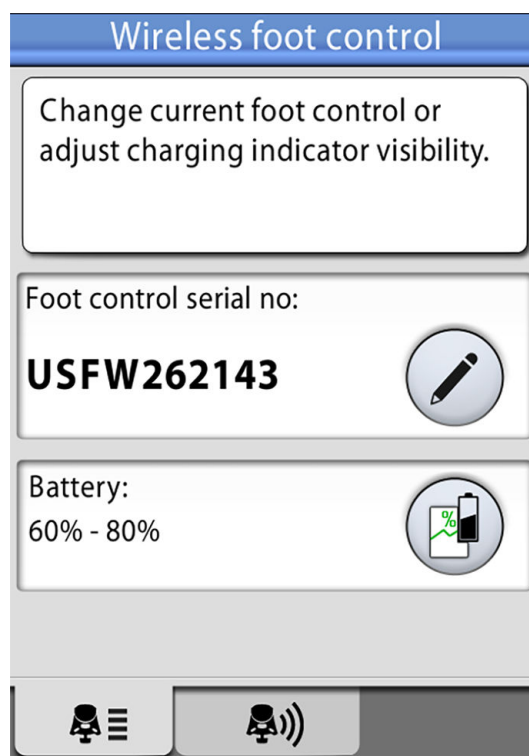 Wireless foot control
Change current foot control or
adjust charging indicator visibility.
Foot control serial no:
USFW262143
Battery:
60% - 80%
%